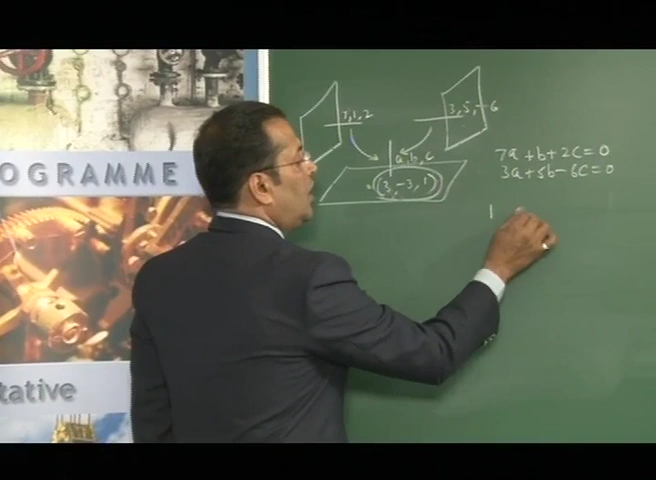 OGRAMME
tative
7,1,2
3,5,-6
a,b,c
(3,-3,1)
7a+b+2c=0
3a+5b-6c=0
1